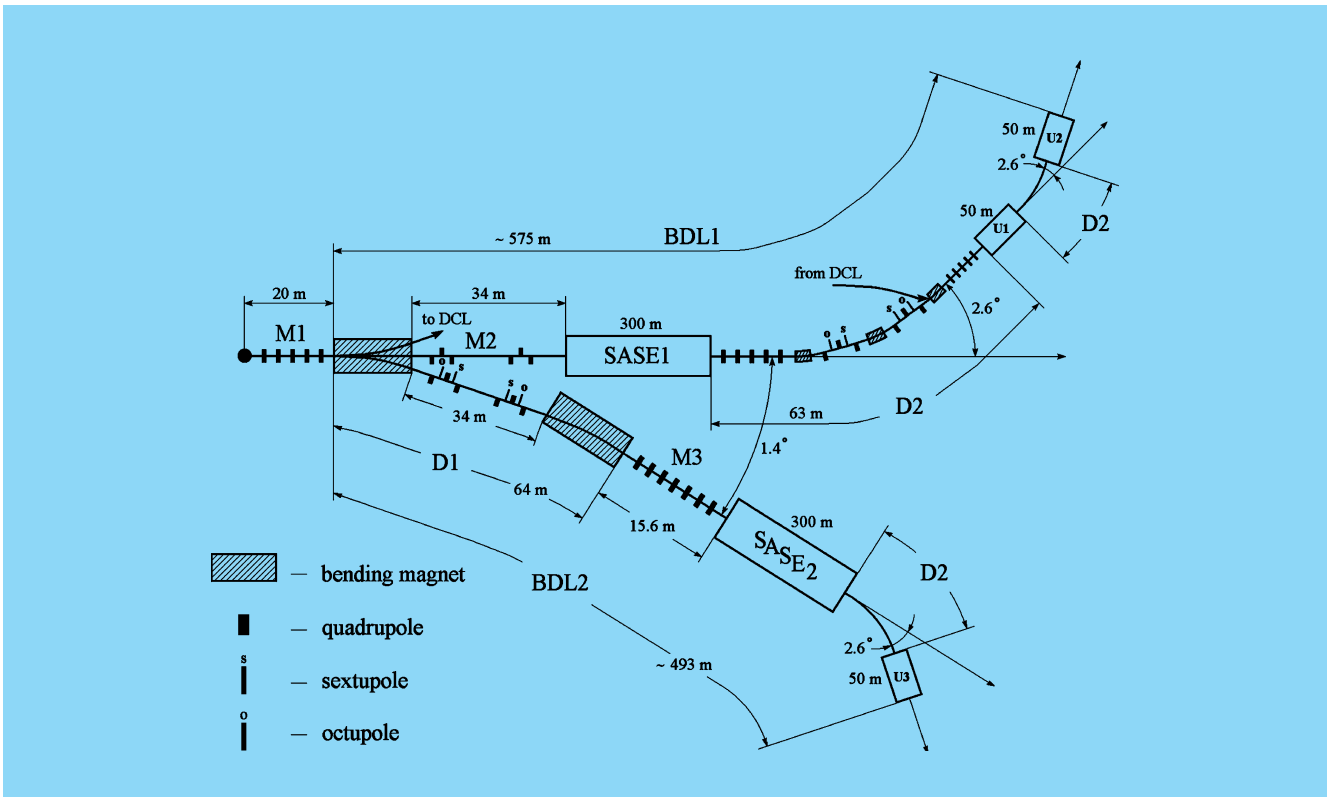 50 m
U2
2.6°
50 m
U1
D2
~ 575 m
BDL1
from DCL
20 m
34 m
2.6°
M1
to DCL
M2
300 m
SASE1
o
s
s
o
o
s
s
o
34 m
63 m
D2
1.4°
D1
M3
64 m
15.6 m
300 m
SASE2
D2
bending magnet
BDL2
quadrupole
2.6°
~ 493 m
50 m
U3
s
sextupole
o
octupole